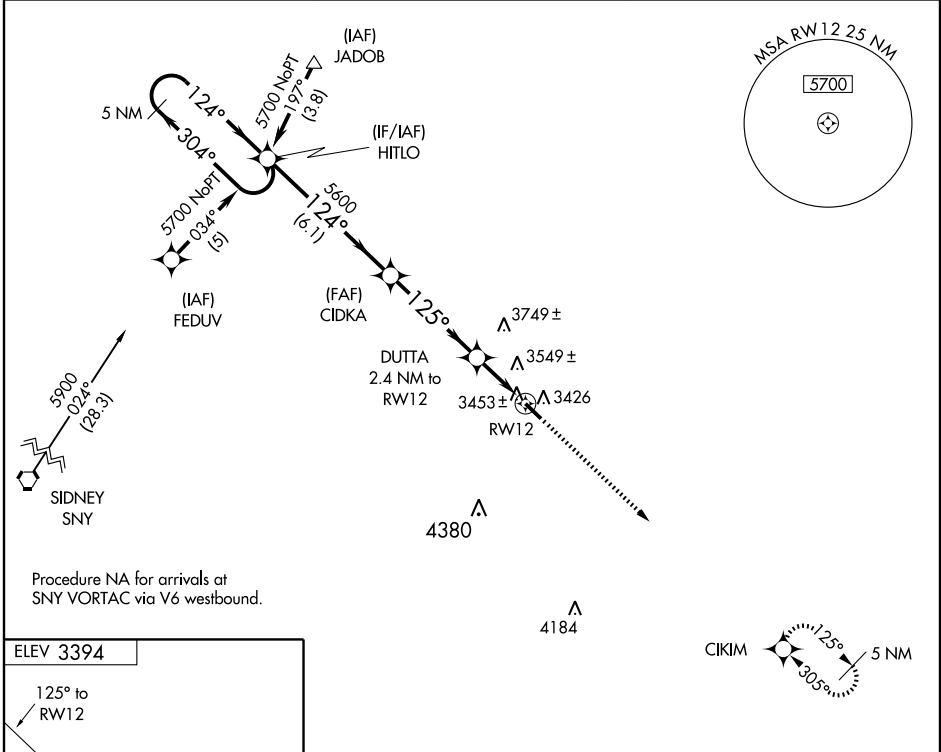 (IAF)
JADOB
MSA RW12 25 NM
5700
5700 NoPT
197°
(3.8)
5 NM
124°
304°
(IF/IAF)
HITLO
5700 NoPT
034°
(5)
5600
124°
(6.1)
(IAF)
FEDUV
(FAF)
CIDKA
125°
3749±
DUTTA
2.4 NM to
RW12
3549±
3453±
3426
RW12
5900
024°
(28.3)
SIDNEY
SNY
4380
Procedure NA for arrivals at
SNY VORTAC via V6 westbound.
4184
CIKIM
125°
305°
5 NM
ELEV 3394
125° to
RW12